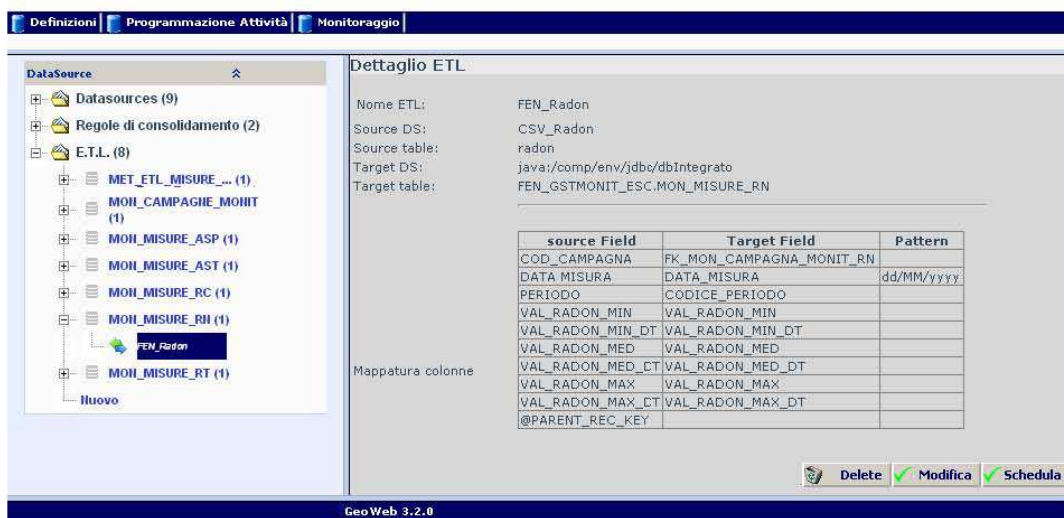 Definizioni Programmazione Attività Monitoraggio
DataSource
Datasources (9)
Regole di consolidamento (2)
E.T.L. (8)
MET_ETL_MISURE_... (1)
MON_CAMPAGNE_MONIT
(1)
MON_MISURE_ASP (1)
MON_MISURE_AST (1)
MON_MISURE_RC (1)
MON_MISURE_RN (1)
FEN_Radon
MON_MISURE_RT (1)
Nuovo
Dettaglio ETL
Nome ETL: FEN_Radon
Source DS: CSV_Radon
Source table: radon
Target DS: java:/comp/env/jdbc/dbIntegrato
Target table: FEN_GSTMONIT_ESC.MON_MISURE_RN
Mappatura colonne
source Field Target Field Pattern
COD_CAMPAGNA FK_MON_CAMPAGNA_MONIT_RN
DATA MISURA DATA_MISURA dd/MM/yyyy
PERIODO CODICE_PERIODO
VAL_RADON_MIN VAL_RADON_MIN
VAL_RADON_MIN_DT VAL_RADON_MIN_DT
VAL_RADON_MED VAL_RADON_MED
VAL_RADON_MED_DT VAL_RADON_MED_DT
VAL_RADON_MAX VAL_RADON_MAX
VAL_RADON_MAX_DT VAL_RADON_MAX_DT
@PARENT_REC_KEY
Delete Modifica Schedula
GeoWeb 3.2.0